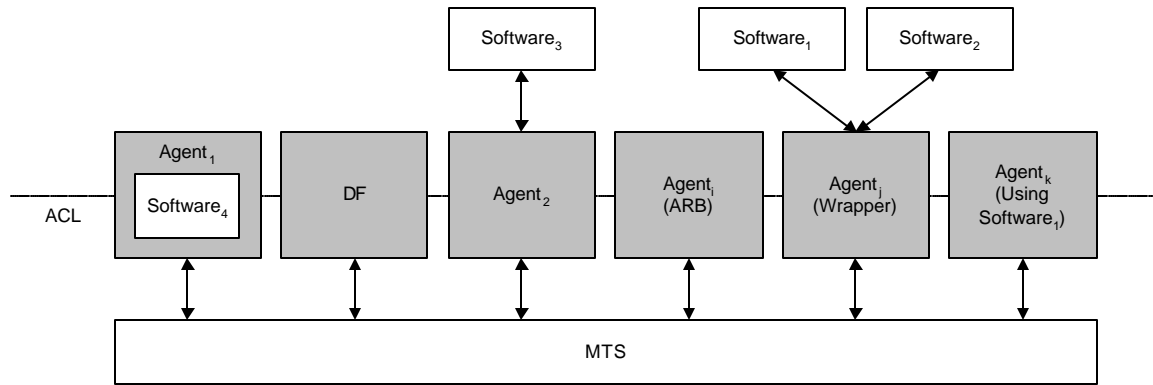 Software₃
Software₁
Software₂
Agent₁
Software₄
DF
Agent₂
Agentᵢ
(ARB)
Agentⱼ
(Wrapper)
Agentₖ
(Using
Software₁)
ACL
MTS